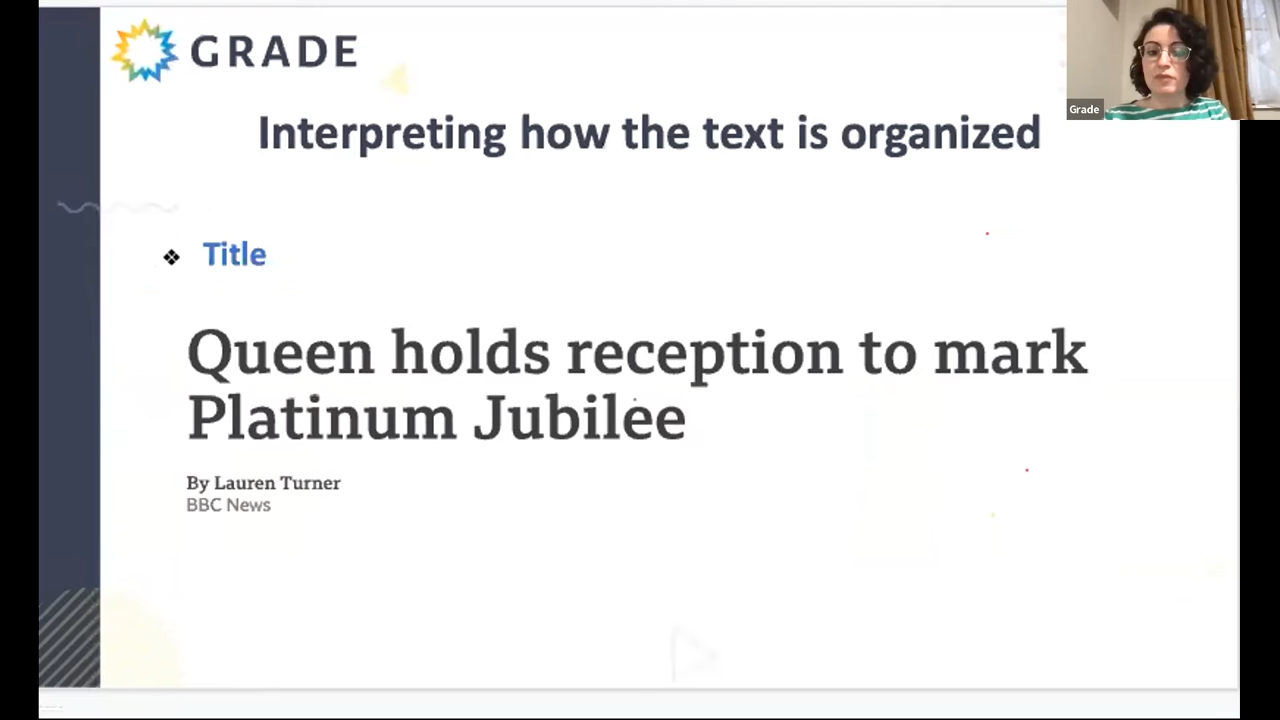 GRADE
Grade
Interpreting how the text is organized
❖ Title
Queen holds reception to mark
Platinum Jubilee
By Lauren Turner
BBC News